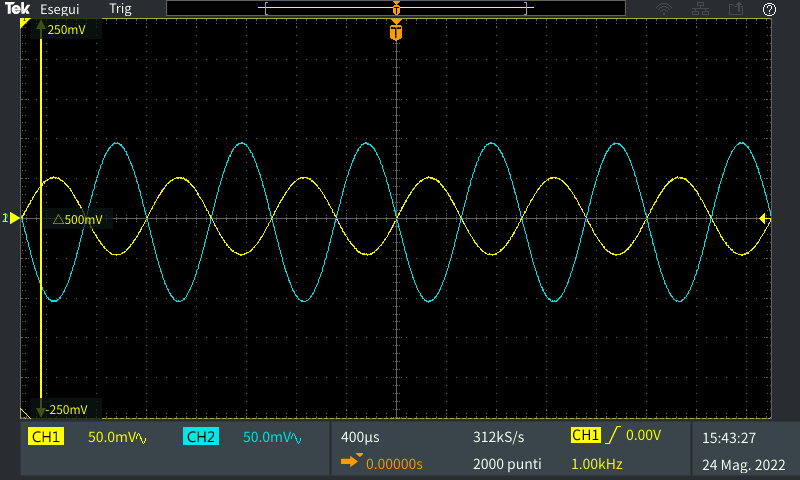 Tek Esegui Trig
T
T
250mV
1
△500mV
-250mV
CH1 50.0mV CH2 50.0mV 400µs 312kS/s CH1 0.00V 15:43:27
0.00000s 2000 punti 1.00kHz 24 Mag. 2022